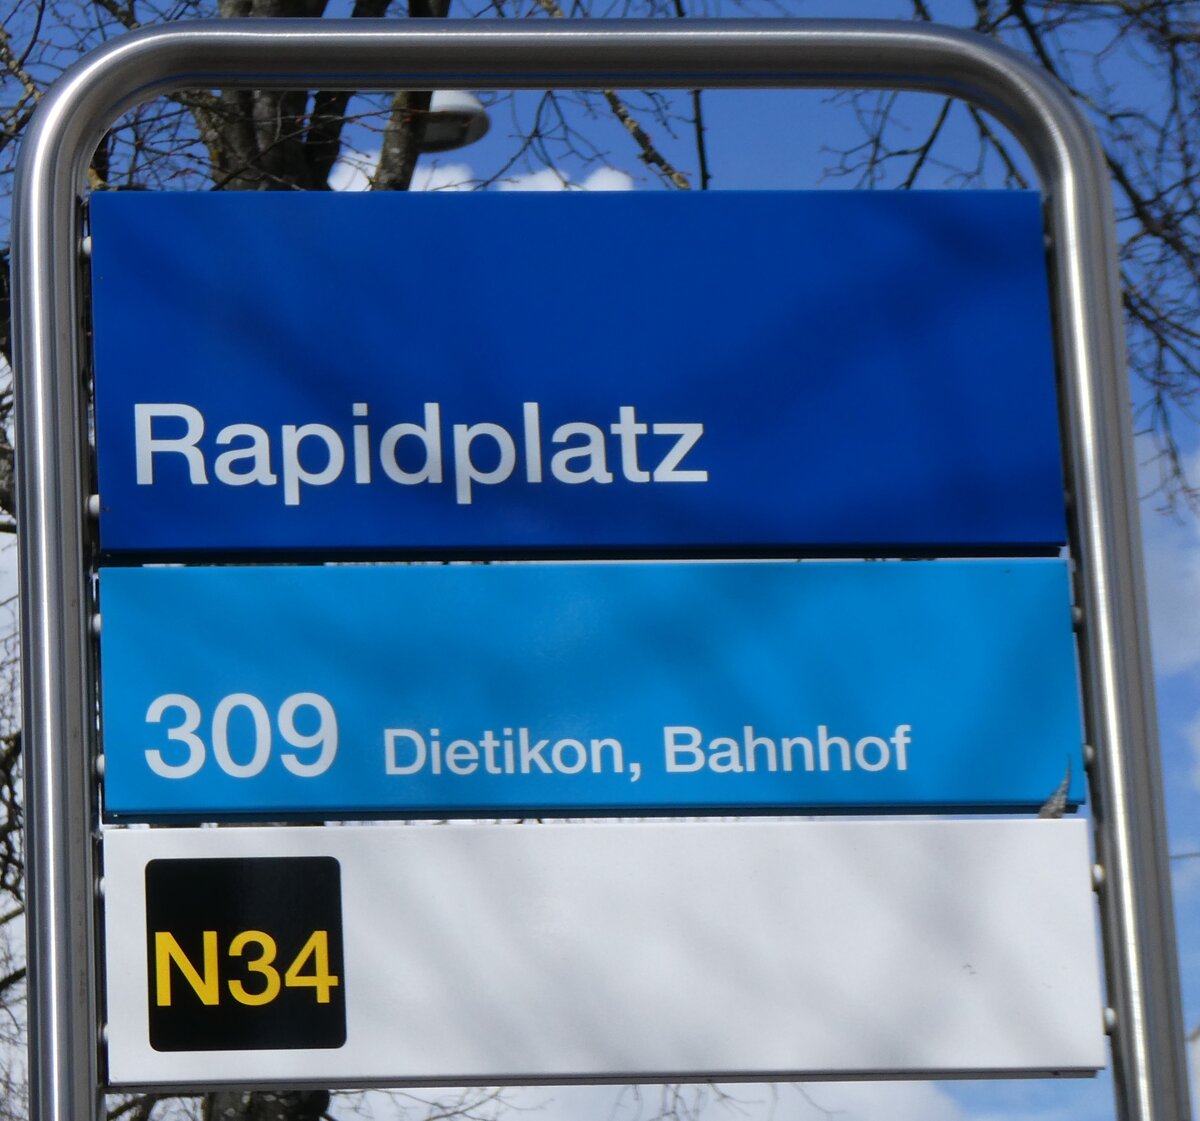 Rapidplatz
309 Dietikon, Bahnhof
N34